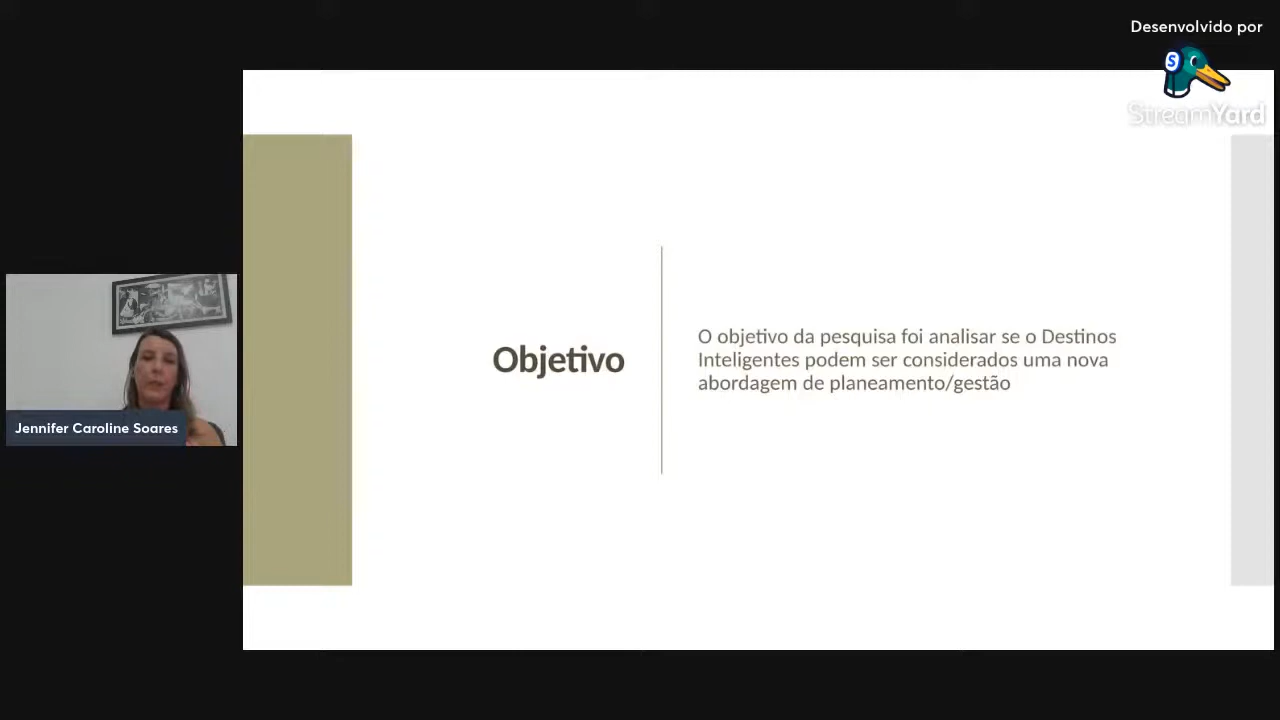 Desenvolvido por
S
StreamYard
Objetivo
O objetivo da pesquisa foi analisar se o Destinos
Inteligentes podem ser considerados uma nova
abordagem de planeamento/gestão
Jennifer Caroline Soares